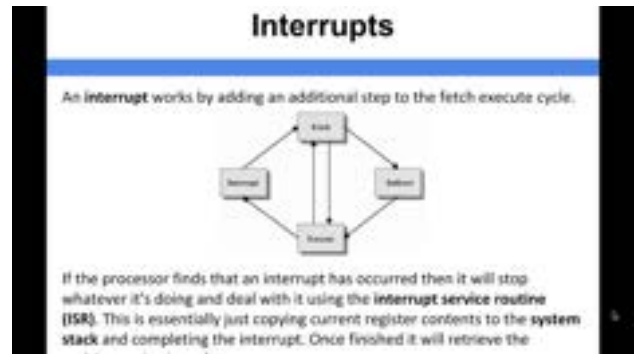 Interrupts
An interrupt works by adding an additional step to the fetch execute cycle.
Fetch
Interrupt
Indirect
Execute
If the processor finds that an interrupt has occurred then it will stop
whatever it's doing and deal with it using the interrupt service routine
(ISR). This is essentially just copying current register contents to the system
stack and completing the interrupt. Once finished it will retrieve the